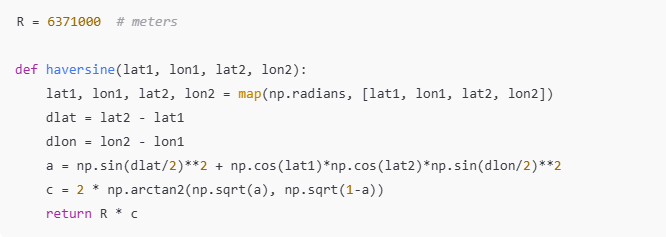 R = 6371000  # meters

def haversine(lat1, lon1, lat2, lon2):
    lat1, lon1, lat2, lon2 = map(np.radians, [lat1, lon1, lat2, lon2])
    dlat = lat2 - lat1
    dlon = lon2 - lon1
    a = np.sin(dlat/2)**2 + np.cos(lat1)*np.cos(lat2)*np.sin(dlon/2)**2
    c = 2 * np.arctan2(np.sqrt(a), np.sqrt(1-a))
    return R * c